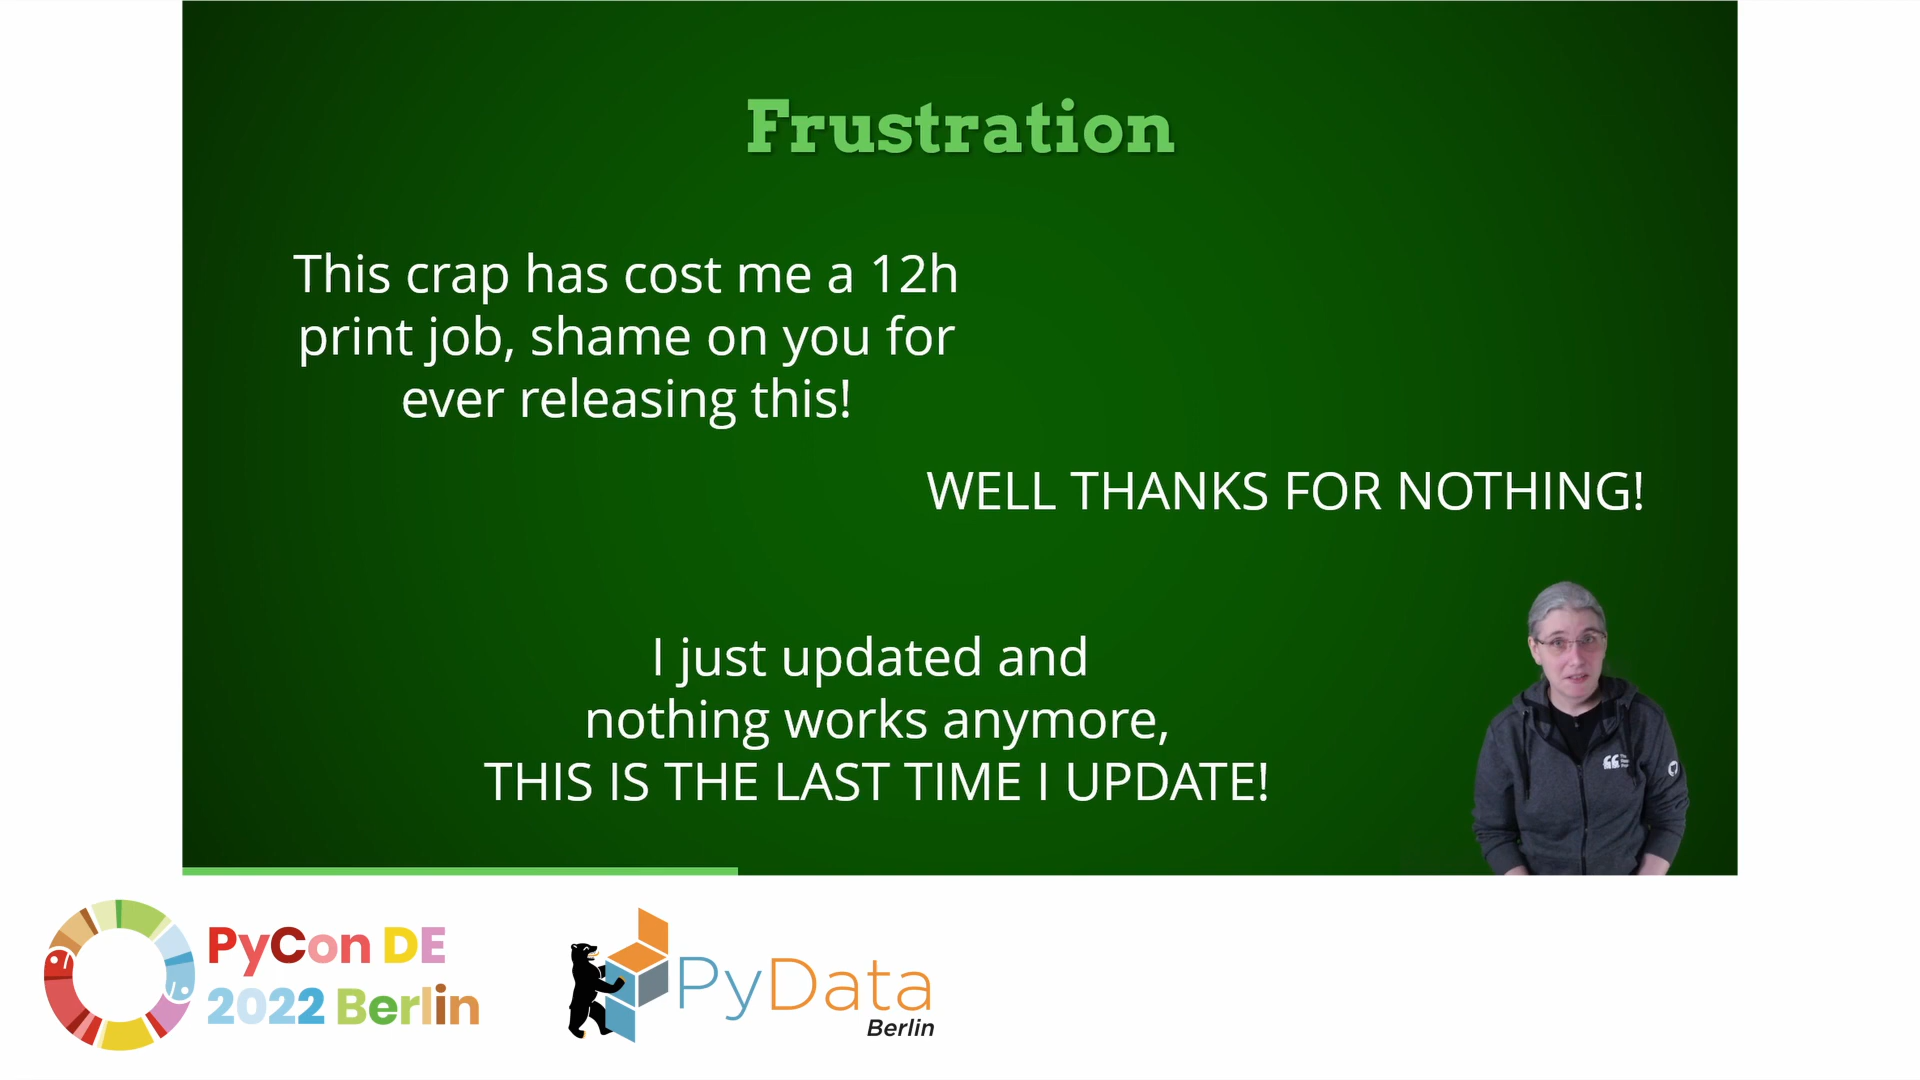 Frustration
This crap has cost me a 12h
print job, shame on you for
ever releasing this!
WELL THANKS FOR NOTHING!
I just updated and
nothing works anymore,
THIS IS THE LAST TIME I UPDATE!
PyCon DE
2022 Berlin
PyData
Berlin